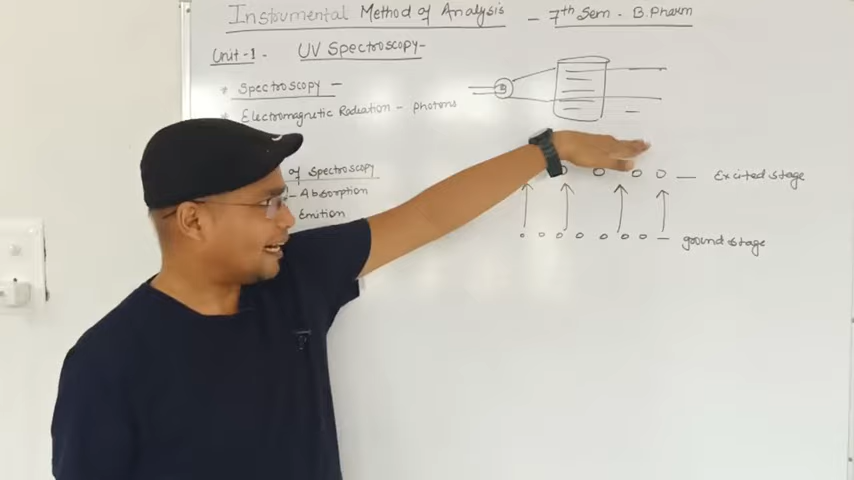 Instrumental Method of Analysis - 7th Sem - B.Pharm
Unit-1 - UV Spectroscopy -
* Spectroscopy -
* Electromagnetic Radiation - photons
of Spectroscopy
- Absorption
Emition
Excited stage
ground stage